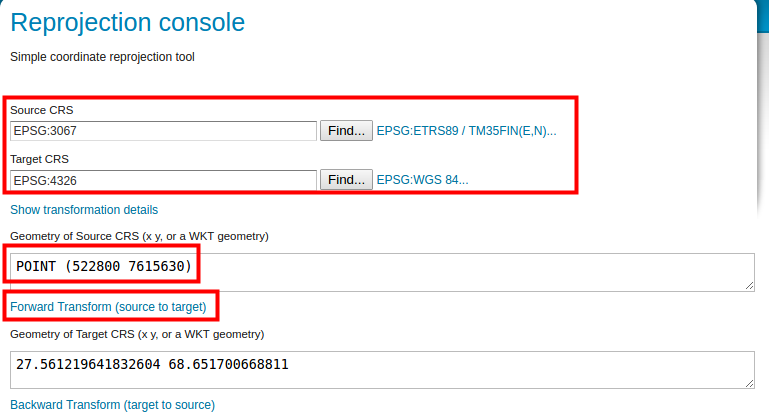 Reprojection console
Simple coordinate reprojection tool
Source CRS
EPSG:3067 Find... EPSG:ETRS89 / TM35FIN(E,N)...
Target CRS
EPSG:4326 Find... EPSG:WGS 84...
Show transformation details
Geometry of Source CRS (x y, or a WKT geometry)
POINT (522800 7615630)
Forward Transform (source to target)
Geometry of Target CRS (x y, or a WKT geometry)
27.561219641832604 68.651700668811
Backward Transform (target to source)